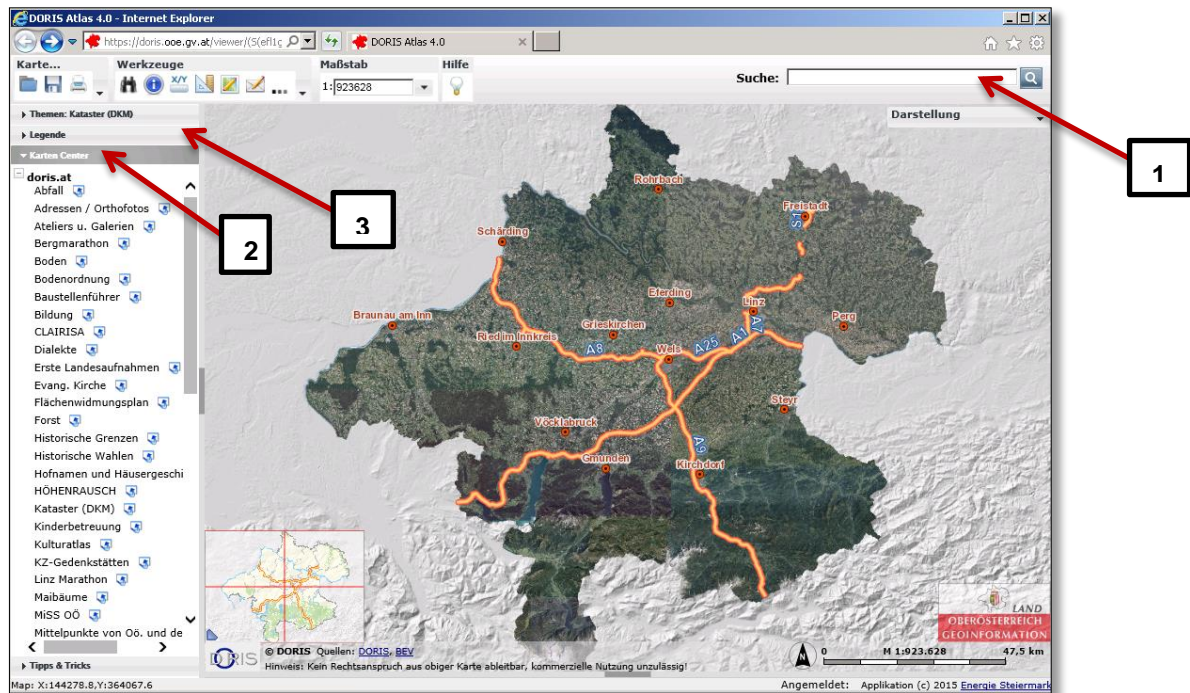 DORIS Atlas 4.0 - Internet Explorer
https://doris.ooe.gv.at/viewer/(S(efl1ç DORIS Atlas 4.0
Karte... Werkzeuge Maßstab Hilfe
X/Y ... 1: 923628 Suche:
Themen: Kataster (DKM) Darstellung
Legende
Karten Center
1
2
3
doris.at
Abfall
Adressen / Orthofotos
Ateliers u. Galerien
Bergmarathon
Boden
Bodenordnung
Baustellenführer
Bildung
CLAIRISA
Dialekte
Erste Landesaufnahmen
Evang. Kirche
Flächenwidmungsplan
Forst
Historische Grenzen
Historische Wahlen
Hofnamen und Häusergeschi
HÖHENRAUSCH
Kataster (DKM)
Kinderbetreuung
Kulturatlas
KZ-Gedenkstätten
Linz Marathon
Maibäume
MiSS OÖ
Mittelpunkte von Oö. und de
Tipps & Tricks
Rohrbach
Freistadt
S1
Schärding
Eferding
Linz
Braunau am Inn
Grieskirchen
Perg
Ried im Innkreis
A8
Wels
A25
A1
A7
Steyr
Vöcklabruck
A9
Gmunden
Kirchdorf
LAND
OBERÖSTERREICH
GEOINFORMATION
DORIS
© DORIS Quellen: DORIS, BEV
Hinweis: Kein Rechtsanspruch aus obiger Karte ableitbar, kommerzielle Nutzung unzulässig!
N
0 M 1:923.628 47,5 km
Map: X:144278.8,Y:364067.6 Angemeldet: Applikation (c) 2015 Energie Steiermark